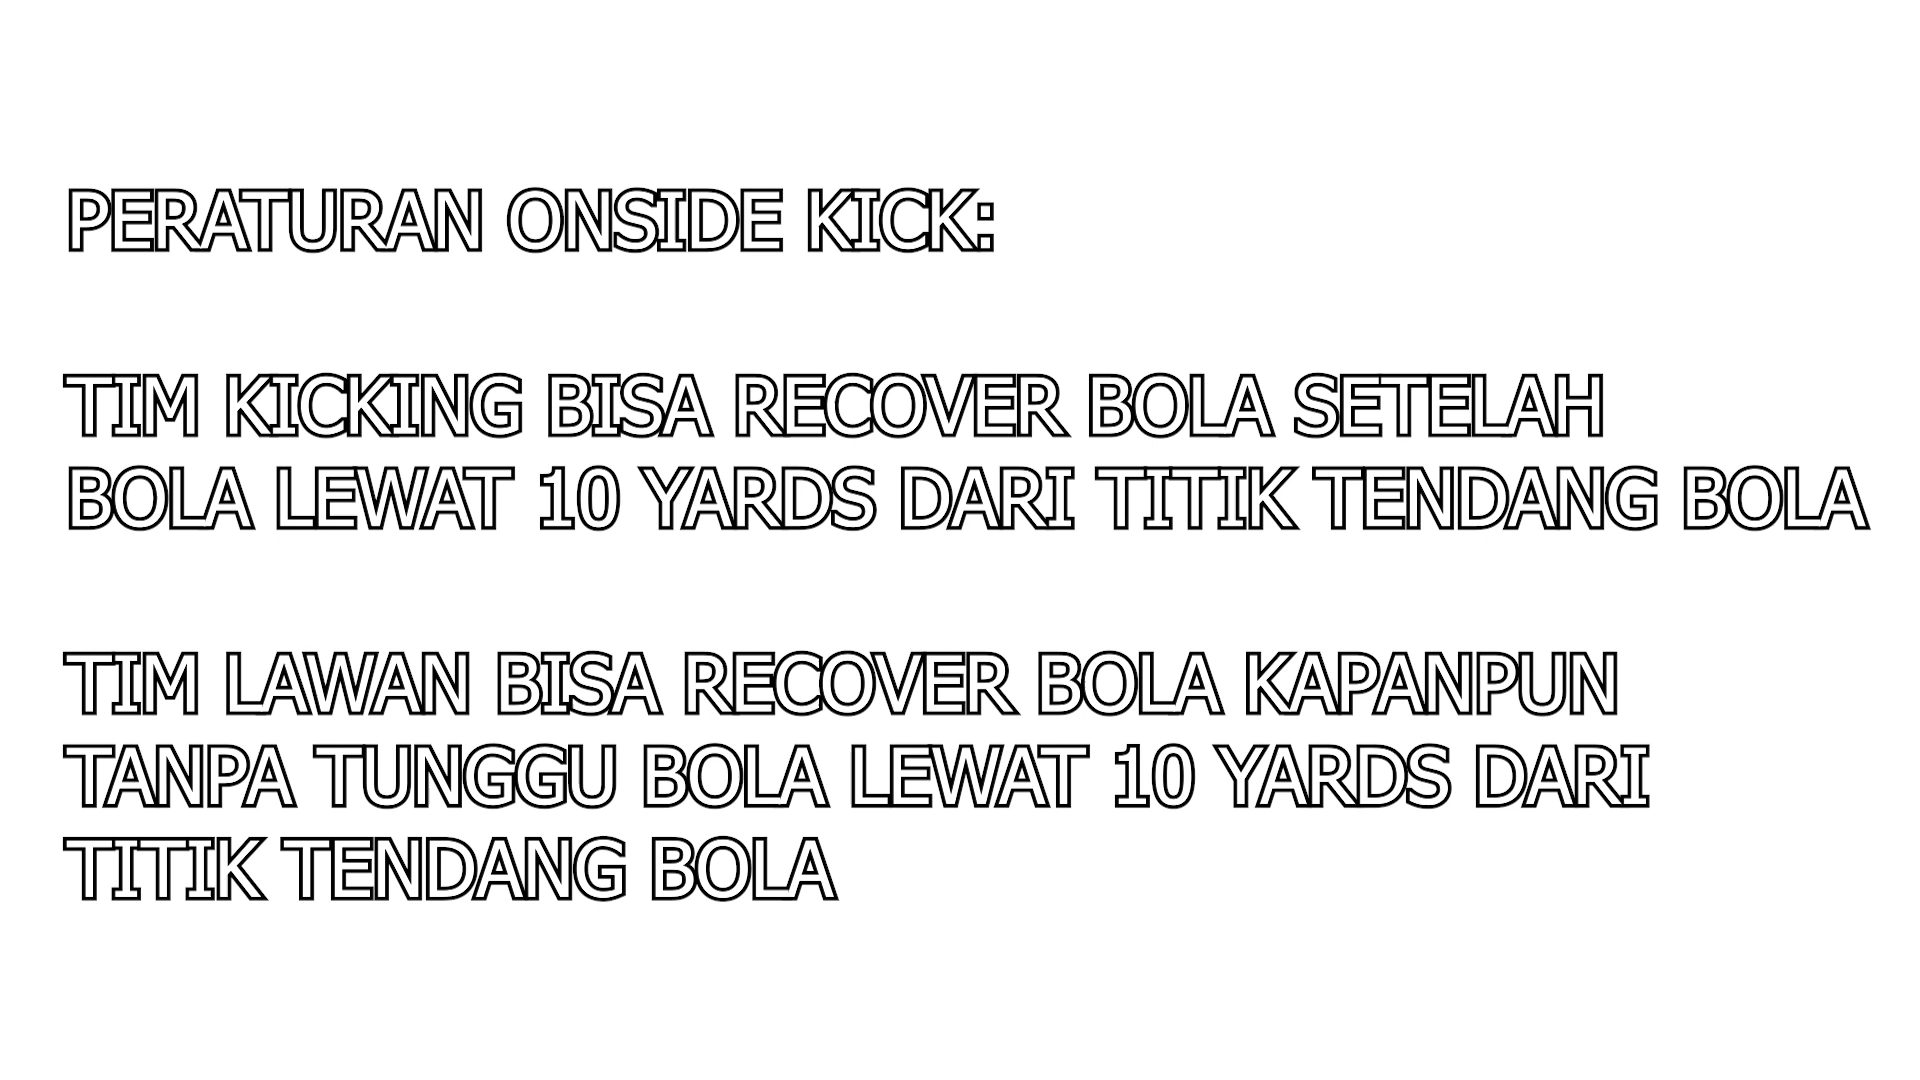 PERATURAN ONSIDE KICK:
TIM KICKING BISA RECOVER BOLA SETELAH
BOLA LEWAT 10 YARDS DARI TITIK TENDANG BOLA
TIM LAWAN BISA RECOVER BOLA KAPANPUN
TANPA TUNGGU BOLA LEWAT 10 YARDS DARI
TITIK TENDANG BOLA